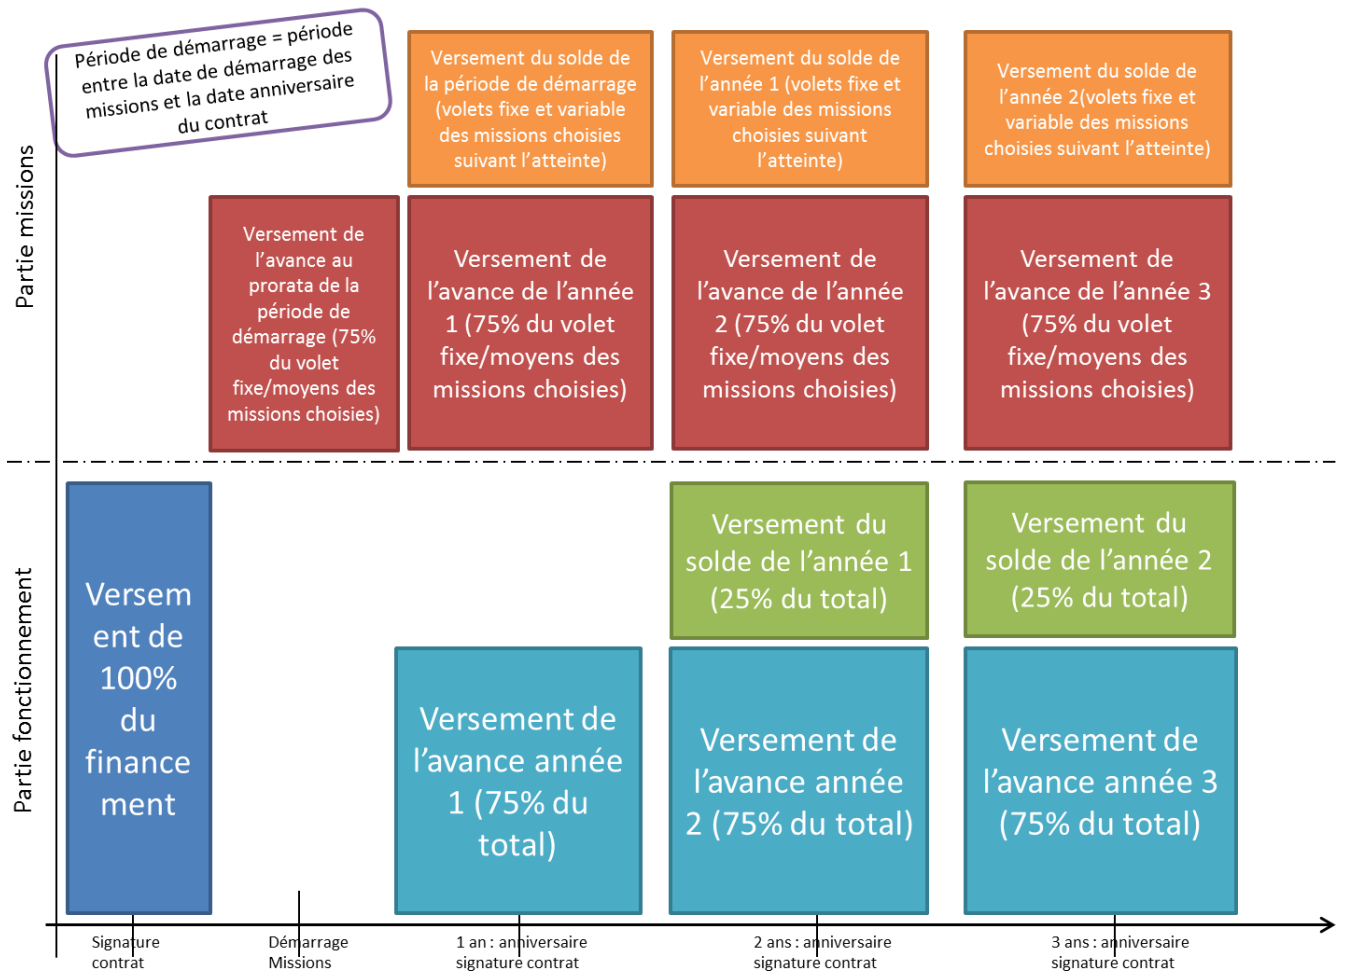 Période de démarrage = période
entre la date de démarrage des
missions et la date anniversaire
du contrat
Versement du solde de
la période de démarrage
(volets fixe et variable
des missions choisies
suivant l'atteinte)
Versement du solde de
l'année 1 (volets fixe et
variable des missions
choisies suivant
l'atteinte)
Versement du solde de
l'année 2(volets fixe et
variable des missions
choisies suivant l'atteinte)
Partie missions
Versement de
l'avance au
prorata de la
période de
démarrage (75%
du volet
fixe/moyens des
missions choisies)
Versement de
l'avance de l'année
1 (75% du volet
fixe/moyens des
missions choisies)
Versement de
l'avance de l'année
2 (75% du volet
fixe/moyens des
missions choisies)
Versement de
l'avance de l'année 3
(75% du volet
fixe/moyens des
missions choisies)
Partie fonctionnement
Versem
ent de
100%
du
finance
ment
Versement du
solde de l'année 1
(25% du total)
Versement du
solde de l'année 2
(25% du total)
Versement de
l'avance année
1 (75% du
total)
Versement de
l'avance année
2 (75% du total)
Versement de
l'avance année 3
(75% du total)
Signature
contrat
Démarrage
Missions
1 an : anniversaire
signature contrat
2 ans : anniversaire
signature contrat
3 ans : anniversaire
signature contrat